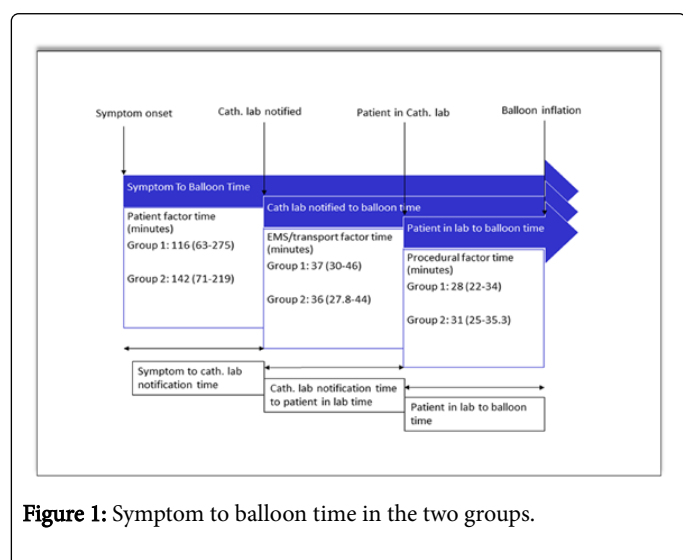 Symptom onset
Cath. lab notified
Patient in Cath. lab
Balloon inflation
Symptom To Balloon Time
Cath lab notified to balloon time
Patient in lab to balloon time
Patient factor time
(minutes)
Group 1: 116 (63-275)
Group 2: 142 (71-219)
EMS/transport factor time
(minutes)
Group 1: 37 (30-46)
Group 2: 36 (27.8-44)
Procedural factor time
(minutes)
Group 1: 28 (22-34)
Group 2: 31 (25-35.3)
Symptom to cath. lab
notification time
Cath. lab notification time
to patient in lab time
Patient in lab to balloon
time
Figure 1: Symptom to balloon time in the two groups.